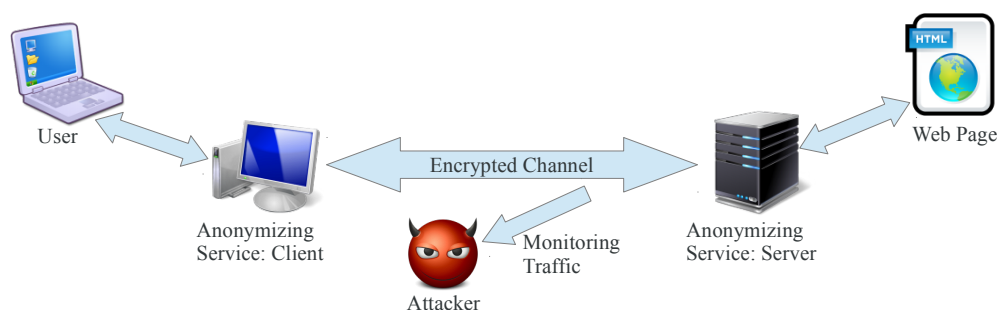 HTML
User
Web Page
Encrypted Channel
Anonymizing
Service: Client
Anonymizing
Service: Server
Monitoring
Traffic
Attacker